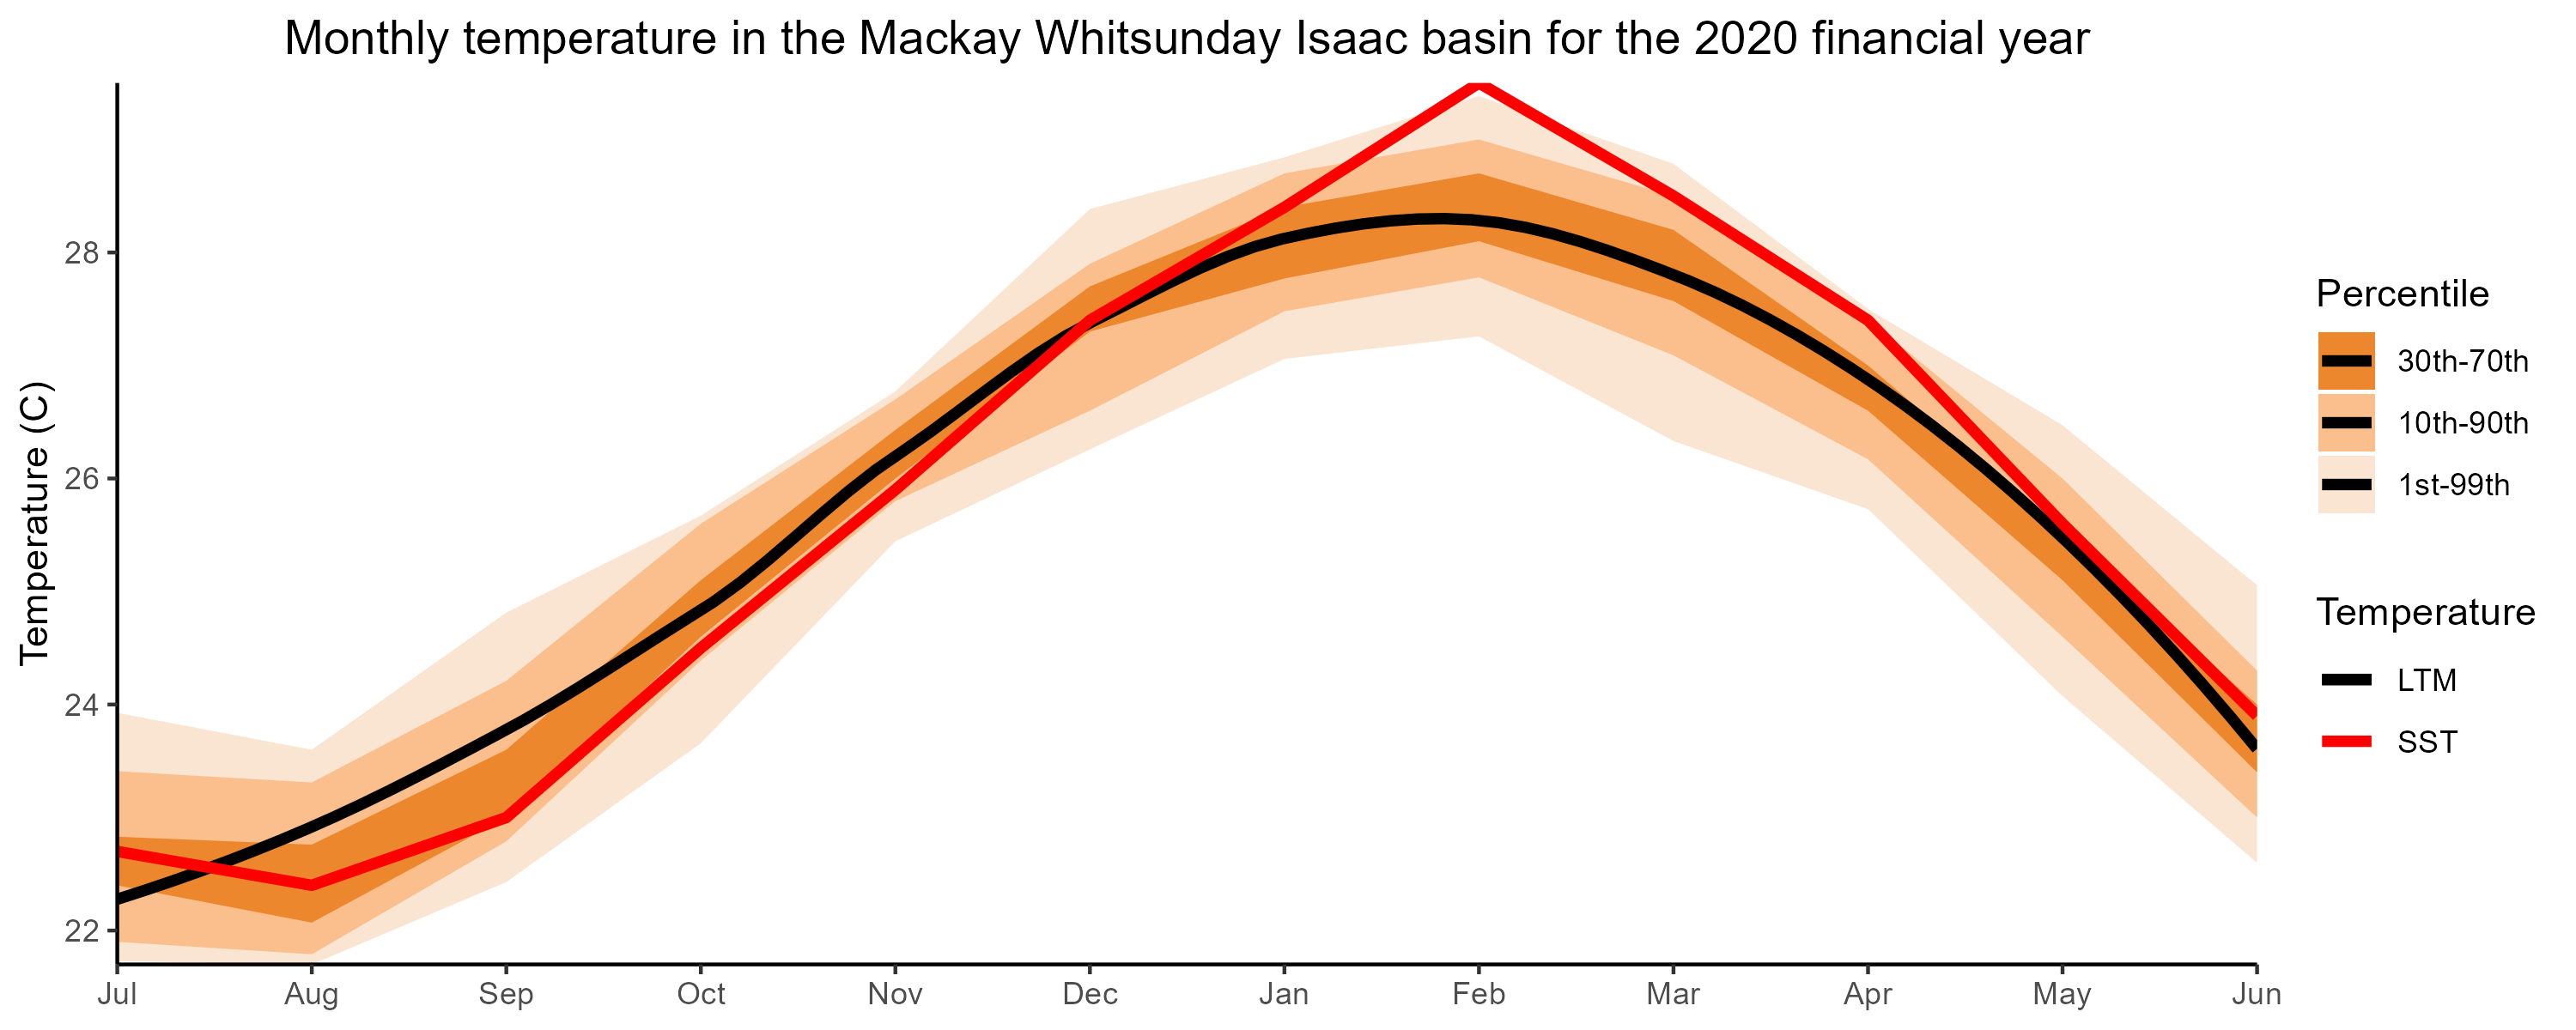 Monthly temperature in the Mackay Whitsunday Isaac basin for the 2020 financial year
Temperature (C)
28
26
24
22
Jul Aug Sep Oct Nov Dec Jan Feb Mar Apr May Jun
Percentile
30th-70th
10th-90th
1st-99th
Temperature
LTM
SST